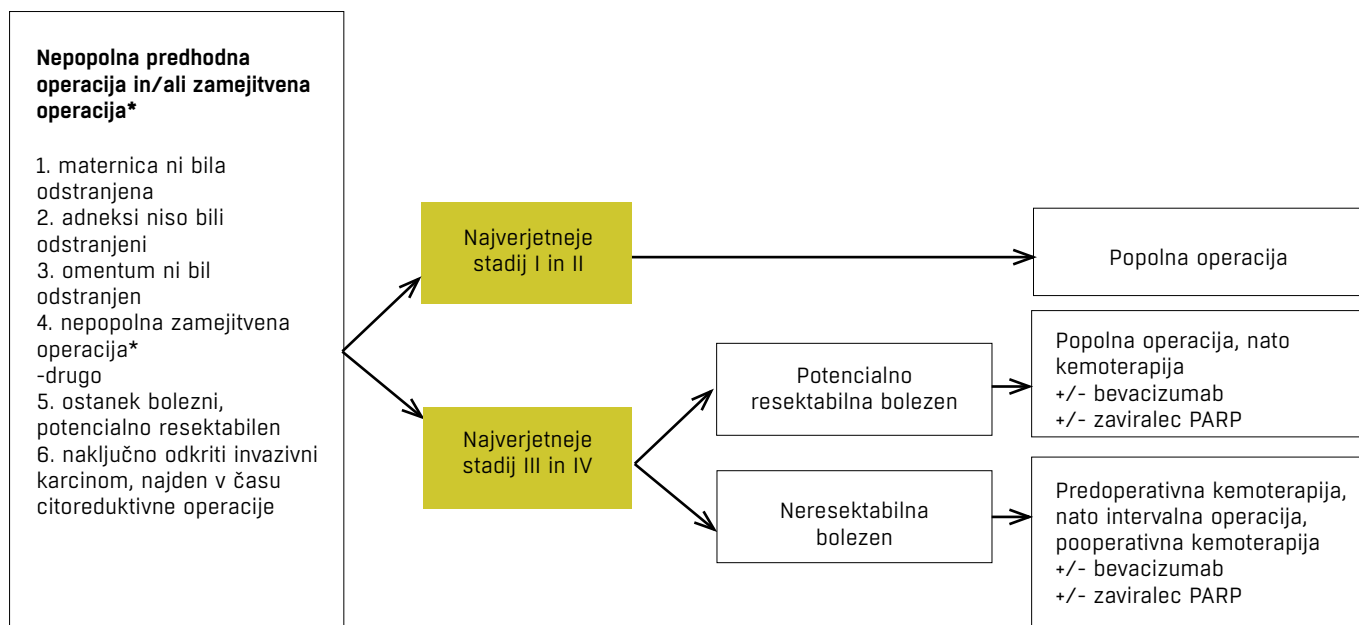 Nepopolna predhodna
operacija in/ali zamejitvena
operacija*
1. maternica ni bila
odstranjena
2. adneksi niso bili
odstranjeni
3. omentum ni bil
odstranjen
4. nepopolna zamejitvena
operacija*
-drugo
5. ostanek bolezni,
potencialno resektabilen
6. naključno odkriti invazivni
karcinom, najden v času
citoreduktivne operacije
Najverjetneje
stadij I in II
Popolna operacija
Najverjetneje
stadij III in IV
Potencialno
resektabilna bolezen
Popolna operacija, nato
kemoterapija
+/- bevacizumab
+/- zaviralec PARP
Neresektabilna
bolezen
Predoperativna kemoterapija,
nato intervalna operacija,
pooperativna kemoterapija
+/- bevacizumab
+/- zaviralec PARP